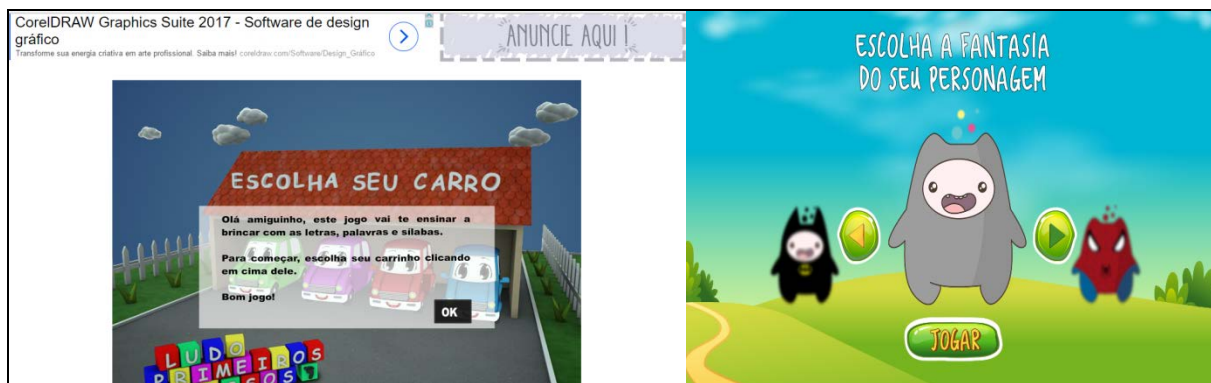 CorelDRAW Graphics Suite 2017 - Software de design
gráfico
Transforme sua energia criativa em arte profissional. Saiba mais! coreldraw.com/Software/Design_Gráfico
ANUNCIE AQUI !
ESCOLHA SEU CARRO
Olá amiguinho, este jogo vai te ensinar a
brincar com as letras, palavras e sílabas.
Para começar, escolha seu carrinho clicando
em cima dele.
Bom jogo!
OK
LUDO
PRIMEIROS
ESCOLHA A FANTASIA
DO SEU PERSONAGEM
JOGAR